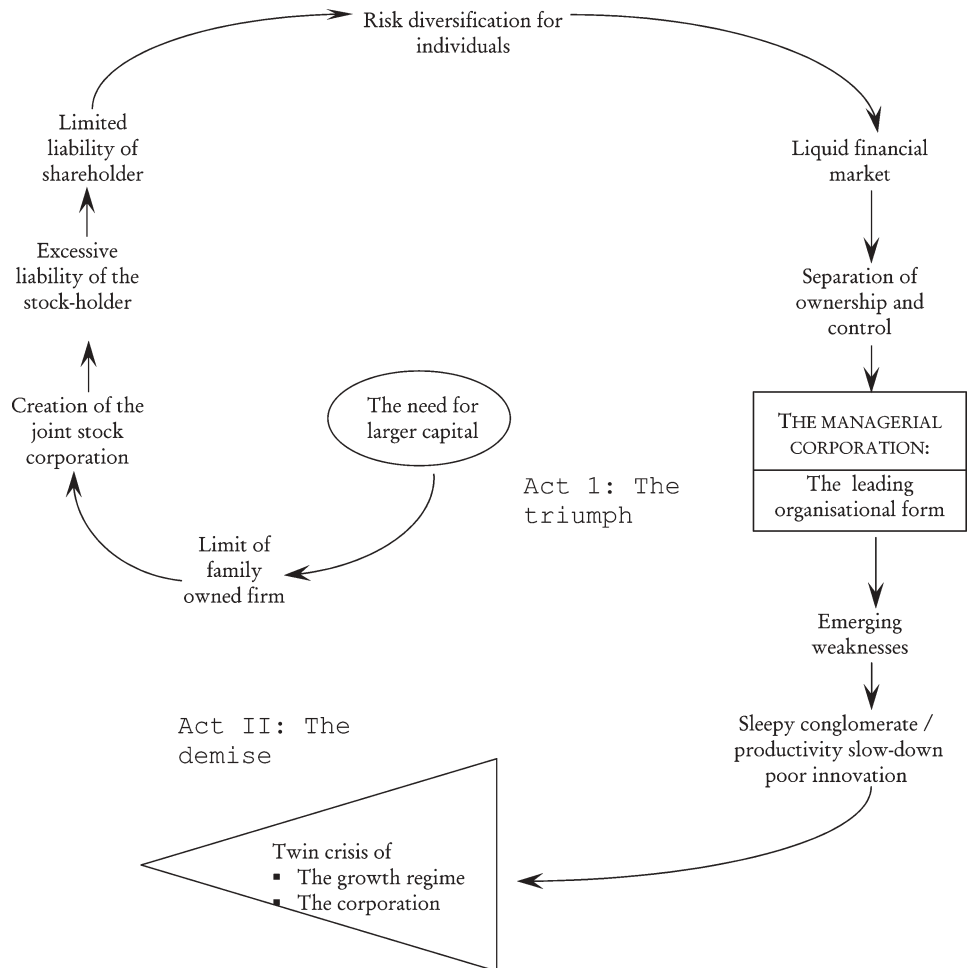 Risk diversification for
individuals
Limited
liability of
shareholder
Liquid financial
market
Excessive
liability of the
stock-holder
Separation of
ownership and
control
Creation of the
joint stock
corporation
The need for
larger capital
THE MANAGERIAL
CORPORATION:
The leading
organisational form
Act 1: The
triumph
Limit of
family
owned firm
Emerging
weaknesses
Act II: The
demise
Sleepy conglomerate /
productivity slow-down
poor innovation
Twin crisis of
▪ The growth regime
▪ The corporation